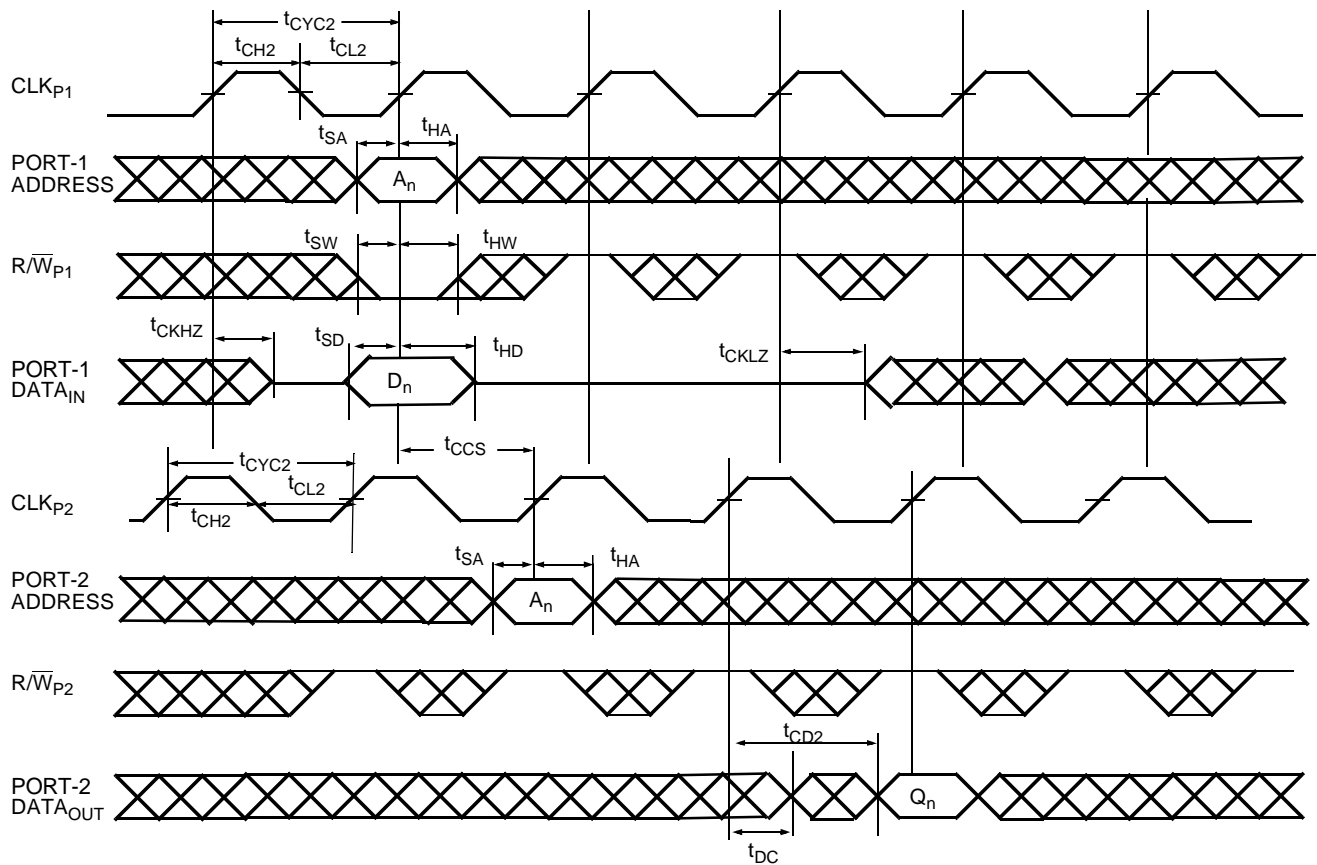 tCYC2
tCH2 tCL2
CLKP1
tSA tHA
PORT-1
ADDRESS
An
tSW tHW
R/W̅P1
tCKHZ tSD tHD tCKLZ
PORT-1
DATAIN
Dn
tCCS
tCYC2
tCL2
CLKP2
tCH2
tSA tHA
PORT-2
ADDRESS
An
R/W̅P2
tCD2
PORT-2
DATAOUT
Qn
tDC